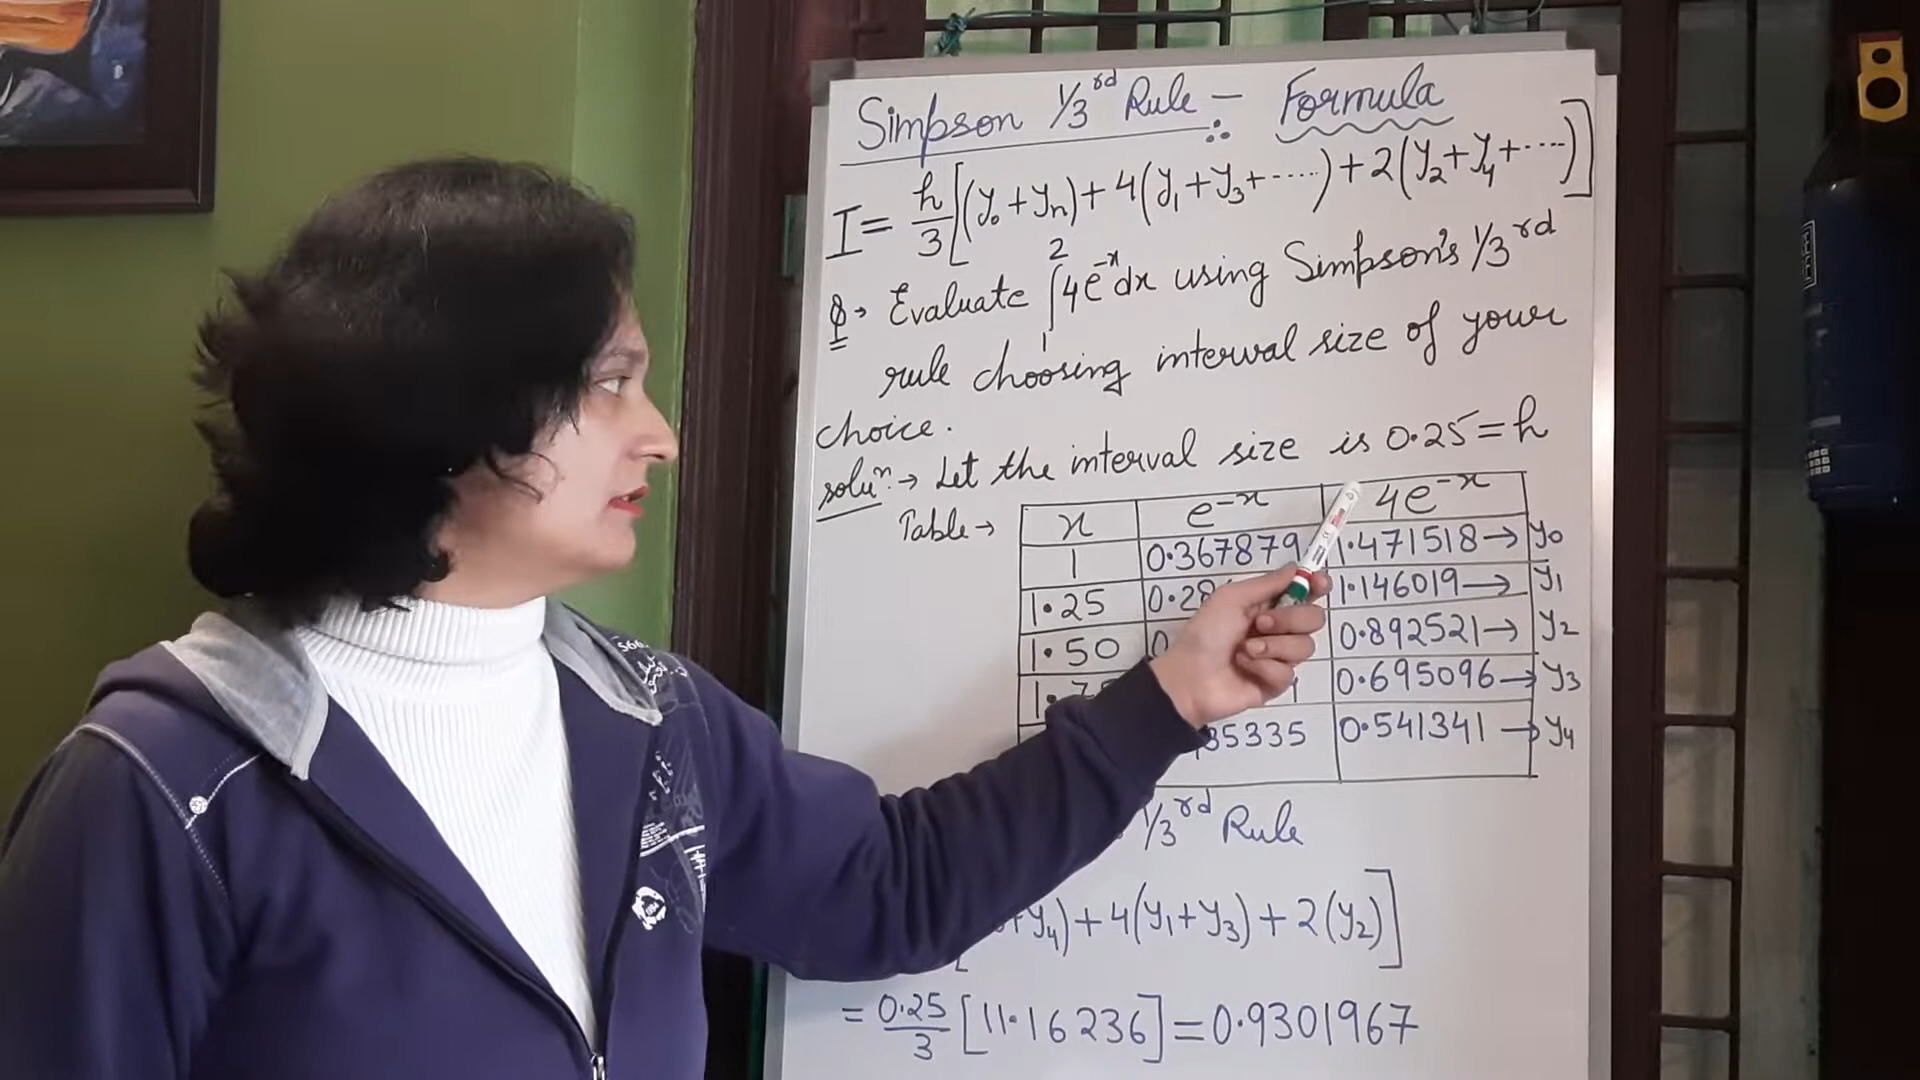 Simpson 1/3rd Rule – Formula
I = h/3 [(y₀ + yₙ) + 4(y₁ + y₃ + ......) + 2(y₂ + y₄ + .....)]
Q→ Evaluate ∫₁² 4e⁻ˣ dx using Simpson's 1/3rd
rule choosing interval size of your
choice.
soluⁿ.→ Let the interval size is 0.25 = h
Table → x e⁻ˣ 4e⁻ˣ
1 0.367879 1.471518 → y₀
1.25 1.146019 → y₁
1.50 0.892521 → y₂
0.695096 → y₃
35335 0.541341 → y₄
1/3rd Rule
y₄) + 4(y₁ + y₃) + 2(y₂)]
= 0.25/3 [11.16236] = 0.9301967